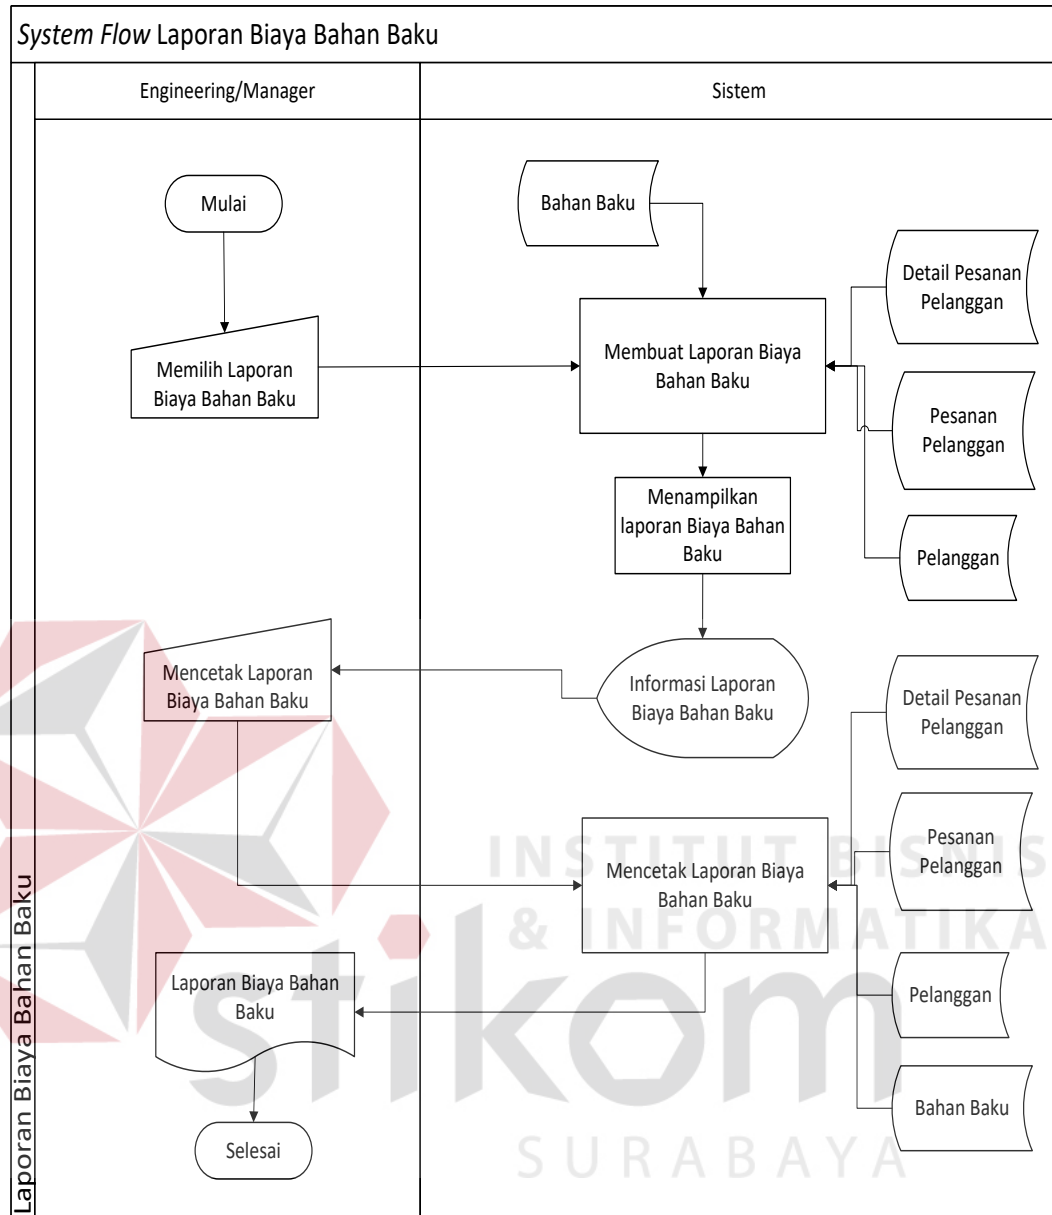 System Flow Laporan Biaya Bahan Baku
Engineering/Manager
Sistem
Mulai
Bahan Baku
Detail Pesanan
Pelanggan
Memilih Laporan
Biaya Bahan Baku
Membuat Laporan Biaya
Bahan Baku
Pesanan
Pelanggan
Menampilkan
laporan Biaya Bahan
Baku
Pelanggan
Mencetak Laporan
Biaya Bahan Baku
Informasi Laporan
Biaya Bahan Baku
Detail Pesanan
Pelanggan
Mencetak Laporan Biaya
Bahan Baku
Pesanan
Pelanggan
Laporan Biaya Bahan
Baku
Pelanggan
Bahan Baku
Selesai
Laporan Biaya Bahan Baku
INSTITUT BISNIS
& INFORMATIKA
stikom
SURABAYA